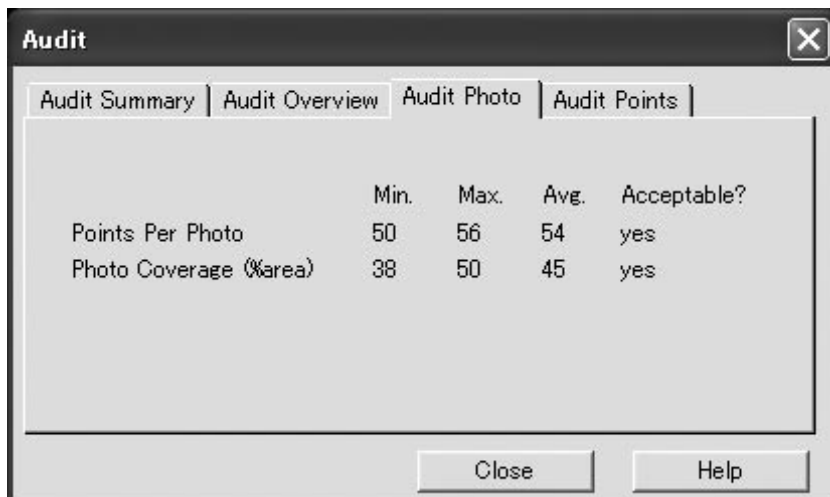 Audit
Audit Summary Audit Overview Audit Photo Audit Points
Min. Max. Avg. Acceptable?
Points Per Photo 50 56 54 yes
Photo Coverage (%area) 38 50 45 yes
Close Help